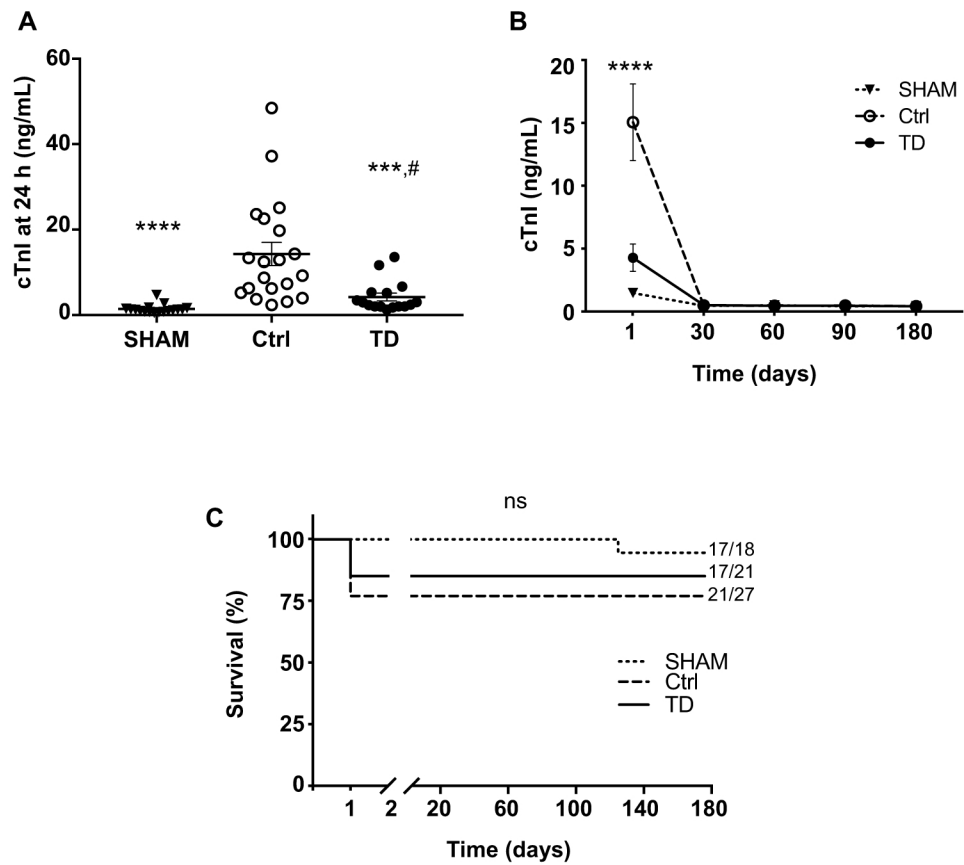 A
cTnI at 24 h (ng/mL)
60
40
20
0
****
***,#
SHAM
Ctrl
TD
B
cTnI (ng/mL)
20
15
10
5
0
****
SHAM
Ctrl
TD
1
30
60
90
180
Time (days)
C
ns
Survival (%)
100
75
50
25
0
17/18
17/21
21/27
SHAM
Ctrl
TD
1
2
20
60
100
140
180
Time (days)